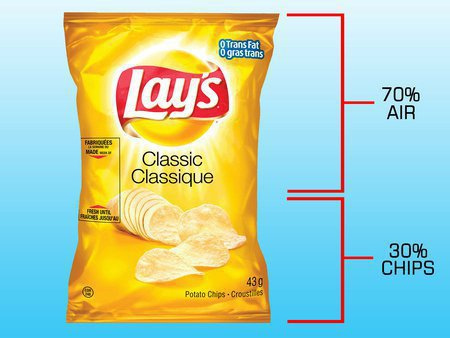 0 Trans Fat
0 gras trans
Lay's
FABRIQUÉES
MADE
Classic
Classique
FRESH UNTIL
FRAÎCHES JUSQU'AU
43 g
Potato Chips • Croustilles
70%
AIR
30%
CHIPS